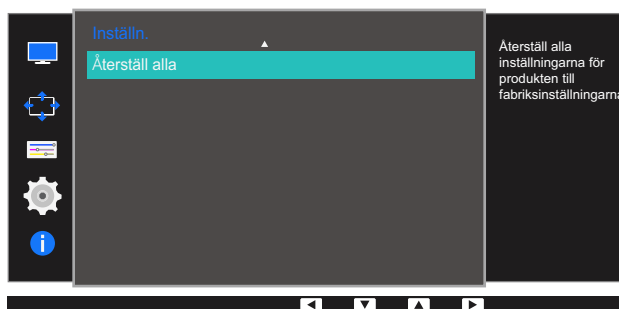 Inställn.
Återställ alla
Återställ alla
inställningarna för
produkten till
fabriksinställningarna